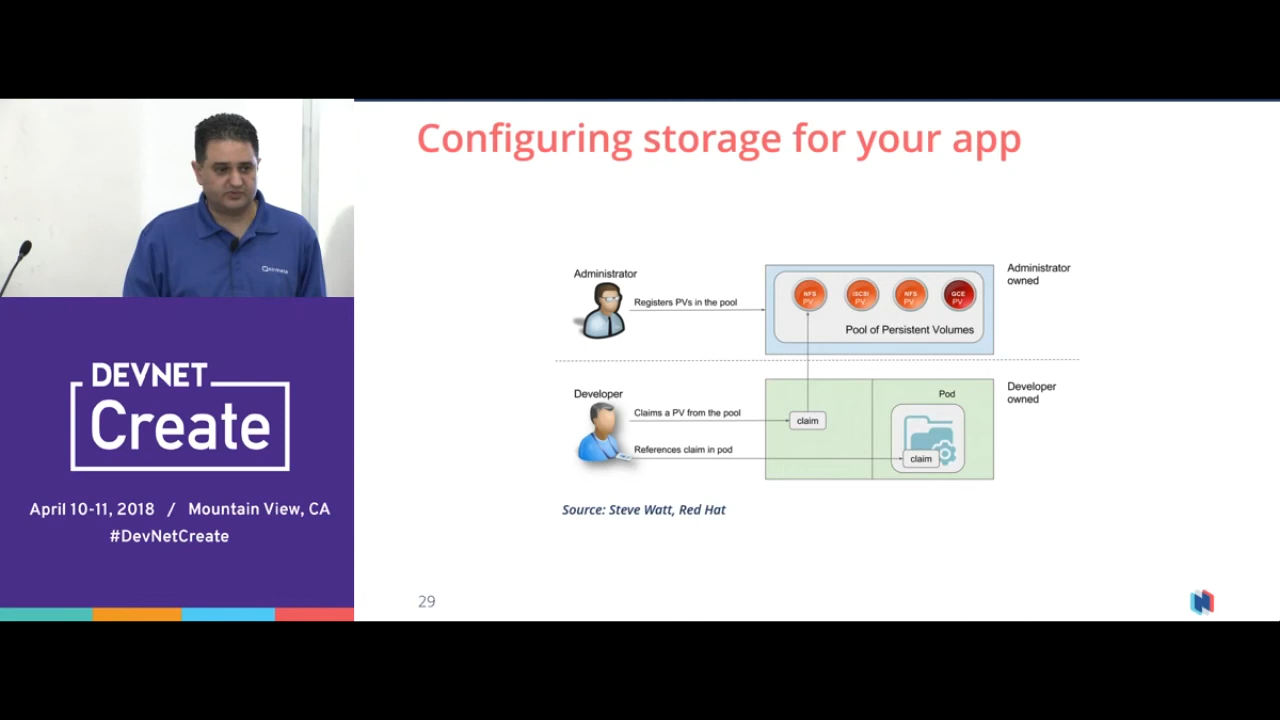 Configuring storage for your app
Administrator
Registers PVs in the pool
NFS
PV
ISCSI
PV
NFS
PV
GCE
PV
Pool of Persistent Volumes
Administrator
owned
Developer
Claims a PV from the pool
References claim in pod
claim
Pod
claim
Developer
owned
Source: Steve Watt, Red Hat
29
DEVNET
Create
April 10-11, 2018 / Mountain View, CA
#DevNetCreate